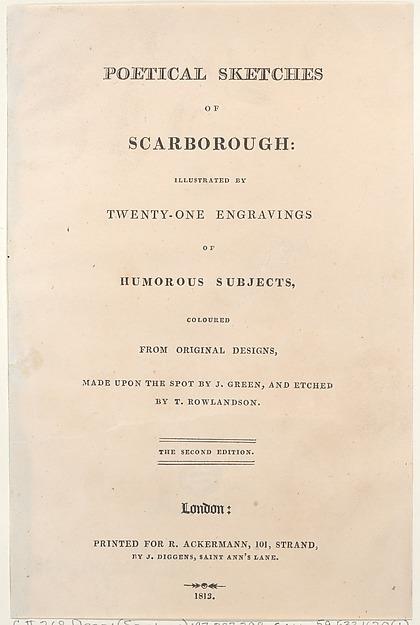 POETICAL SKETCHES
OF
SCARBOROUGH:
ILLUSTRATED BY
TWENTY-ONE ENGRAVINGS
OF
HUMOROUS SUBJECTS,
COLOURED
FROM ORIGINAL DESIGNS,
MADE UPON THE SPOT BY J. GREEN, AND ETCHED
BY T. ROWLANDSON.
THE SECOND EDITION.
London:
PRINTED FOR R. ACKERMANN, 101, STRAND,
BY J. DIGGENS, SAINT ANN'S LANE.
1813.